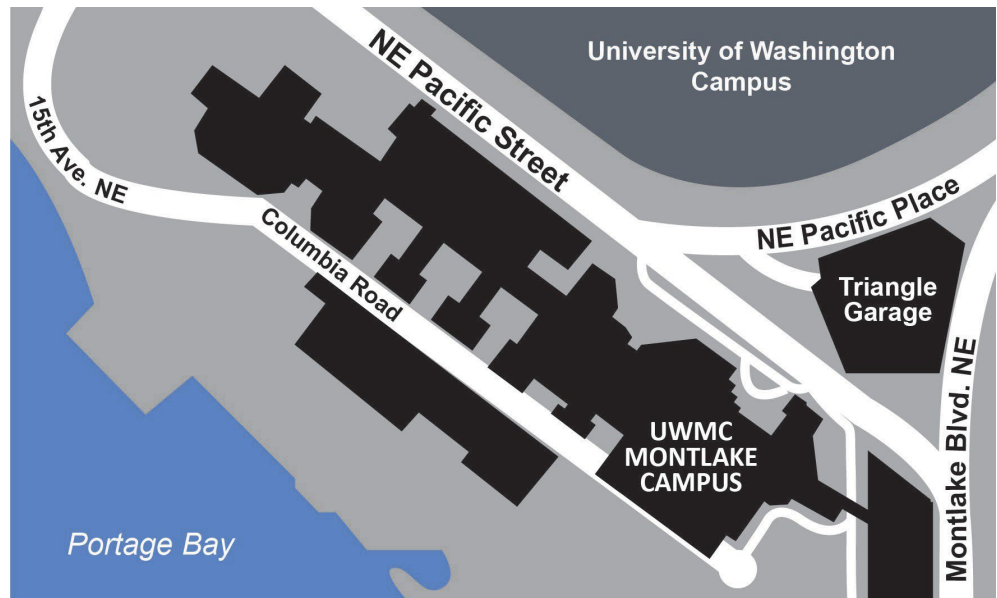 NE Pacific Street
University of Washington
Campus
15th Ave. NE
NE Pacific Place
Columbia Road
Triangle
Garage
Montlake Blvd. NE
UWMC
MONTLAKE
CAMPUS
Portage Bay